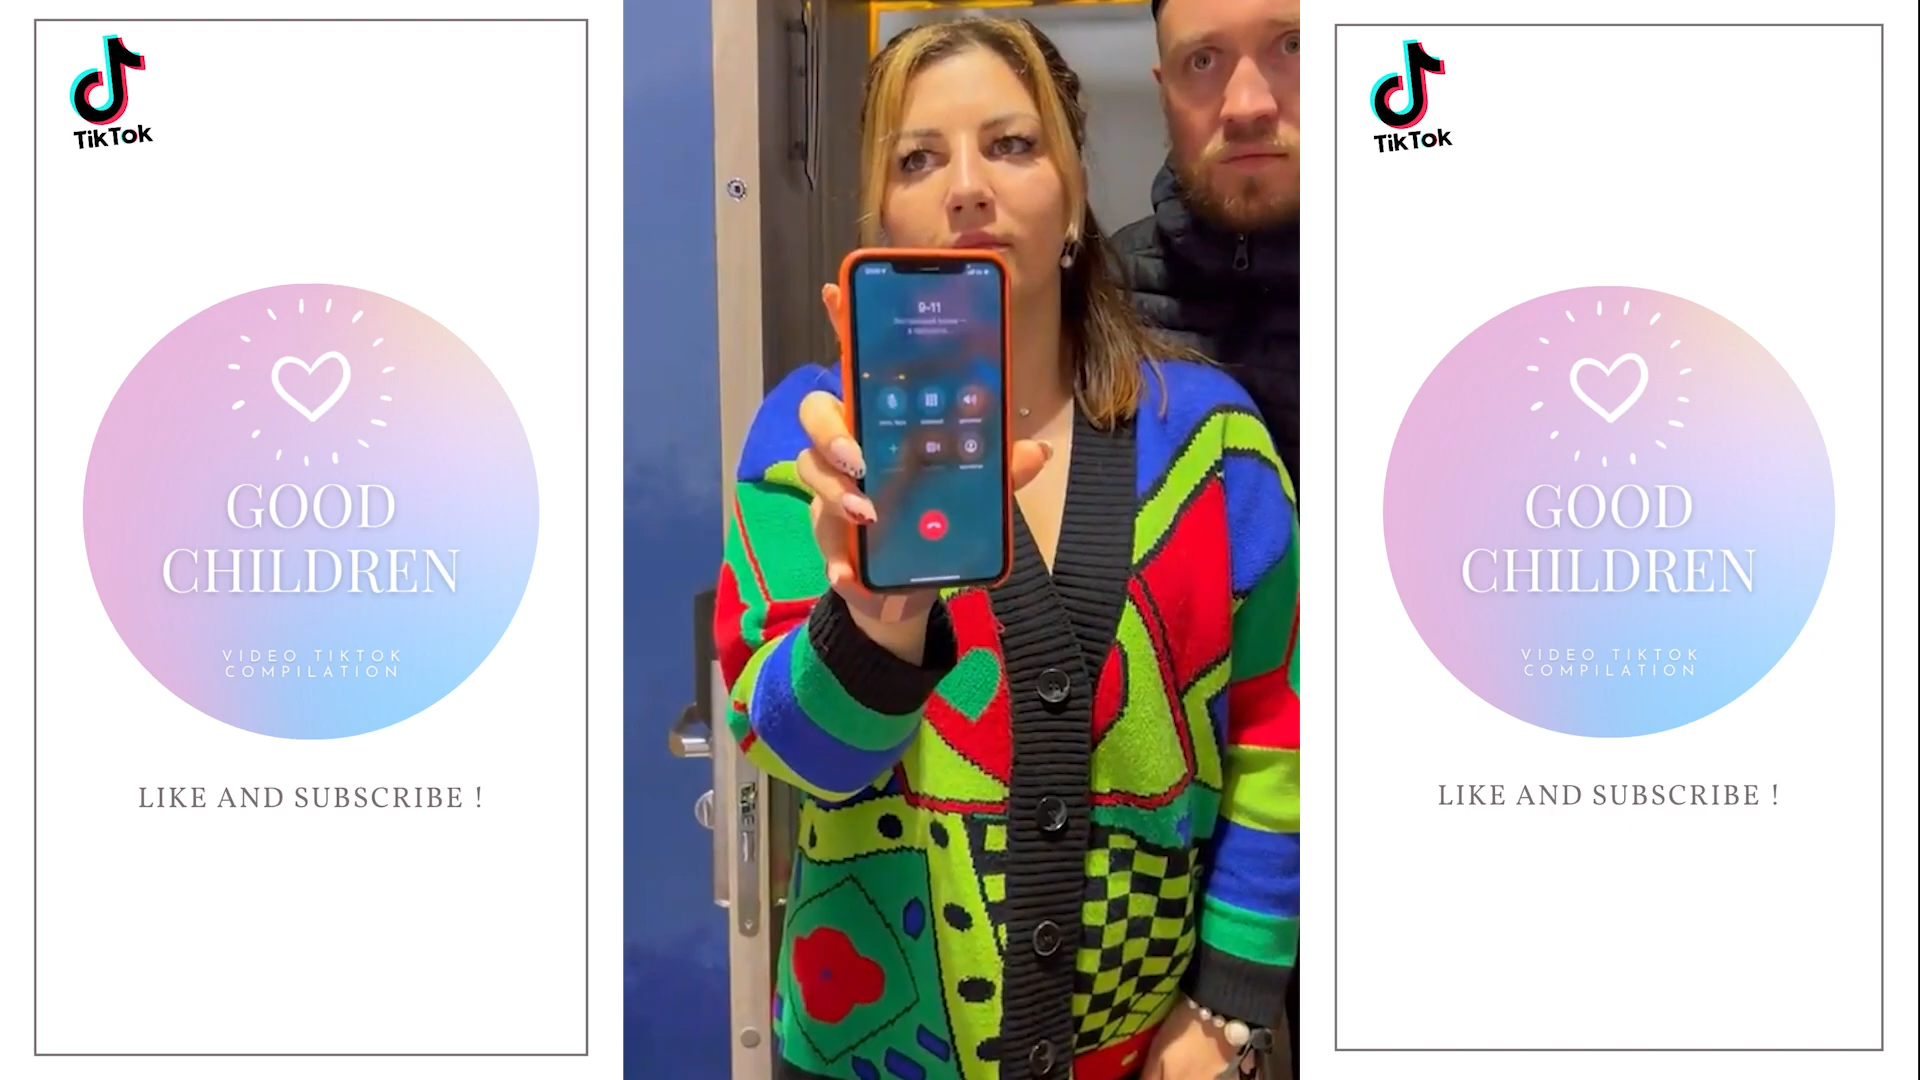 TikTok
GOOD
CHILDREN
VIDEO TIKTOK
COMPILATION
LIKE AND SUBSCRIBE !
9-11
TikTok
GOOD
CHILDREN
VIDEO TIKTOK
COMPILATION
LIKE AND SUBSCRIBE !